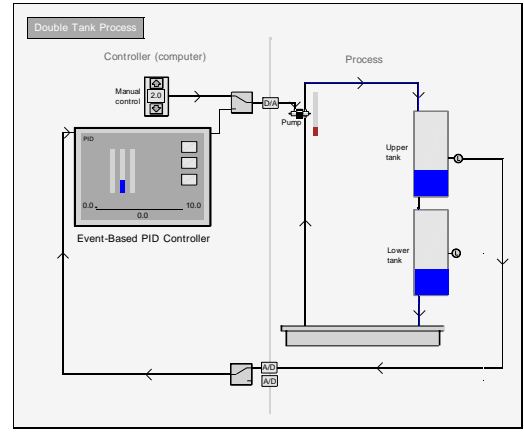 Double Tank Process
Controller (computer)
Process
Manual
control
2.0
D/A
Pump
PID
Upper
tank
L
0.0
10.0
0.0
Event-Based PID Controller
Lower
tank
L
A/D
A/D